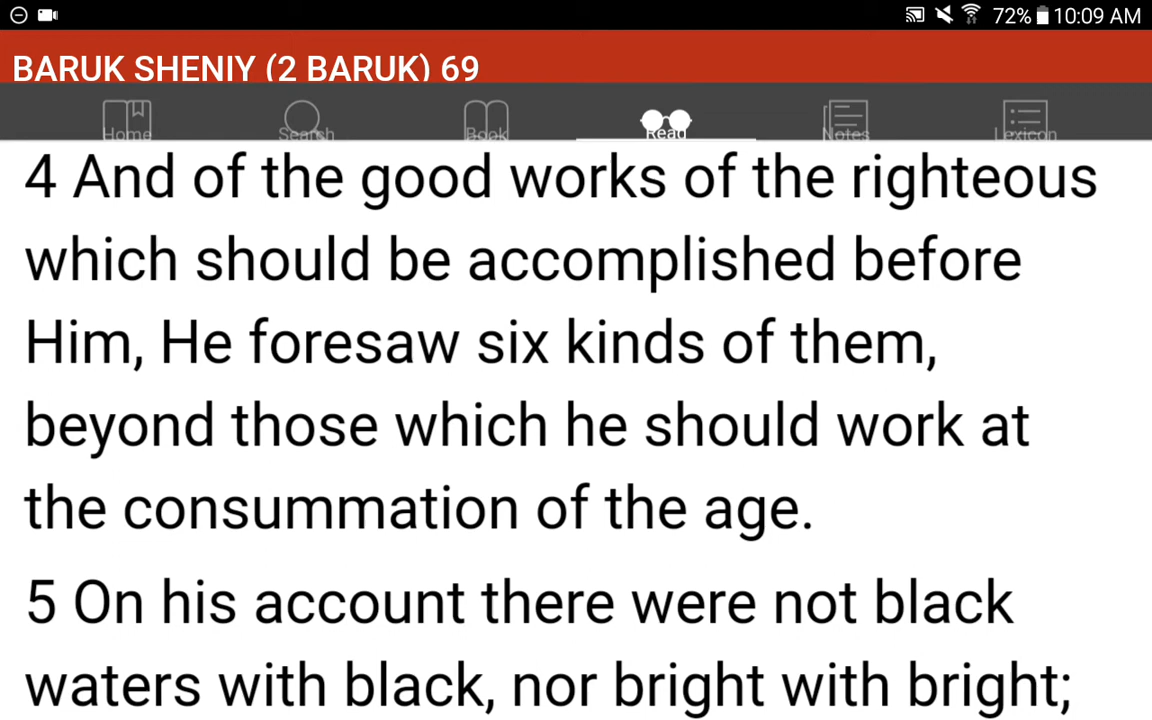 72% 10:09 AM
BARUK SHENIY (2 BARUK) 69
Home Search Book Read Notes Lexicon
4 And of the good works of the righteous
which should be accomplished before
Him, He foresaw six kinds of them,
beyond those which he should work at
the consummation of the age.
5 On his account there were not black
waters with black, nor bright with bright;